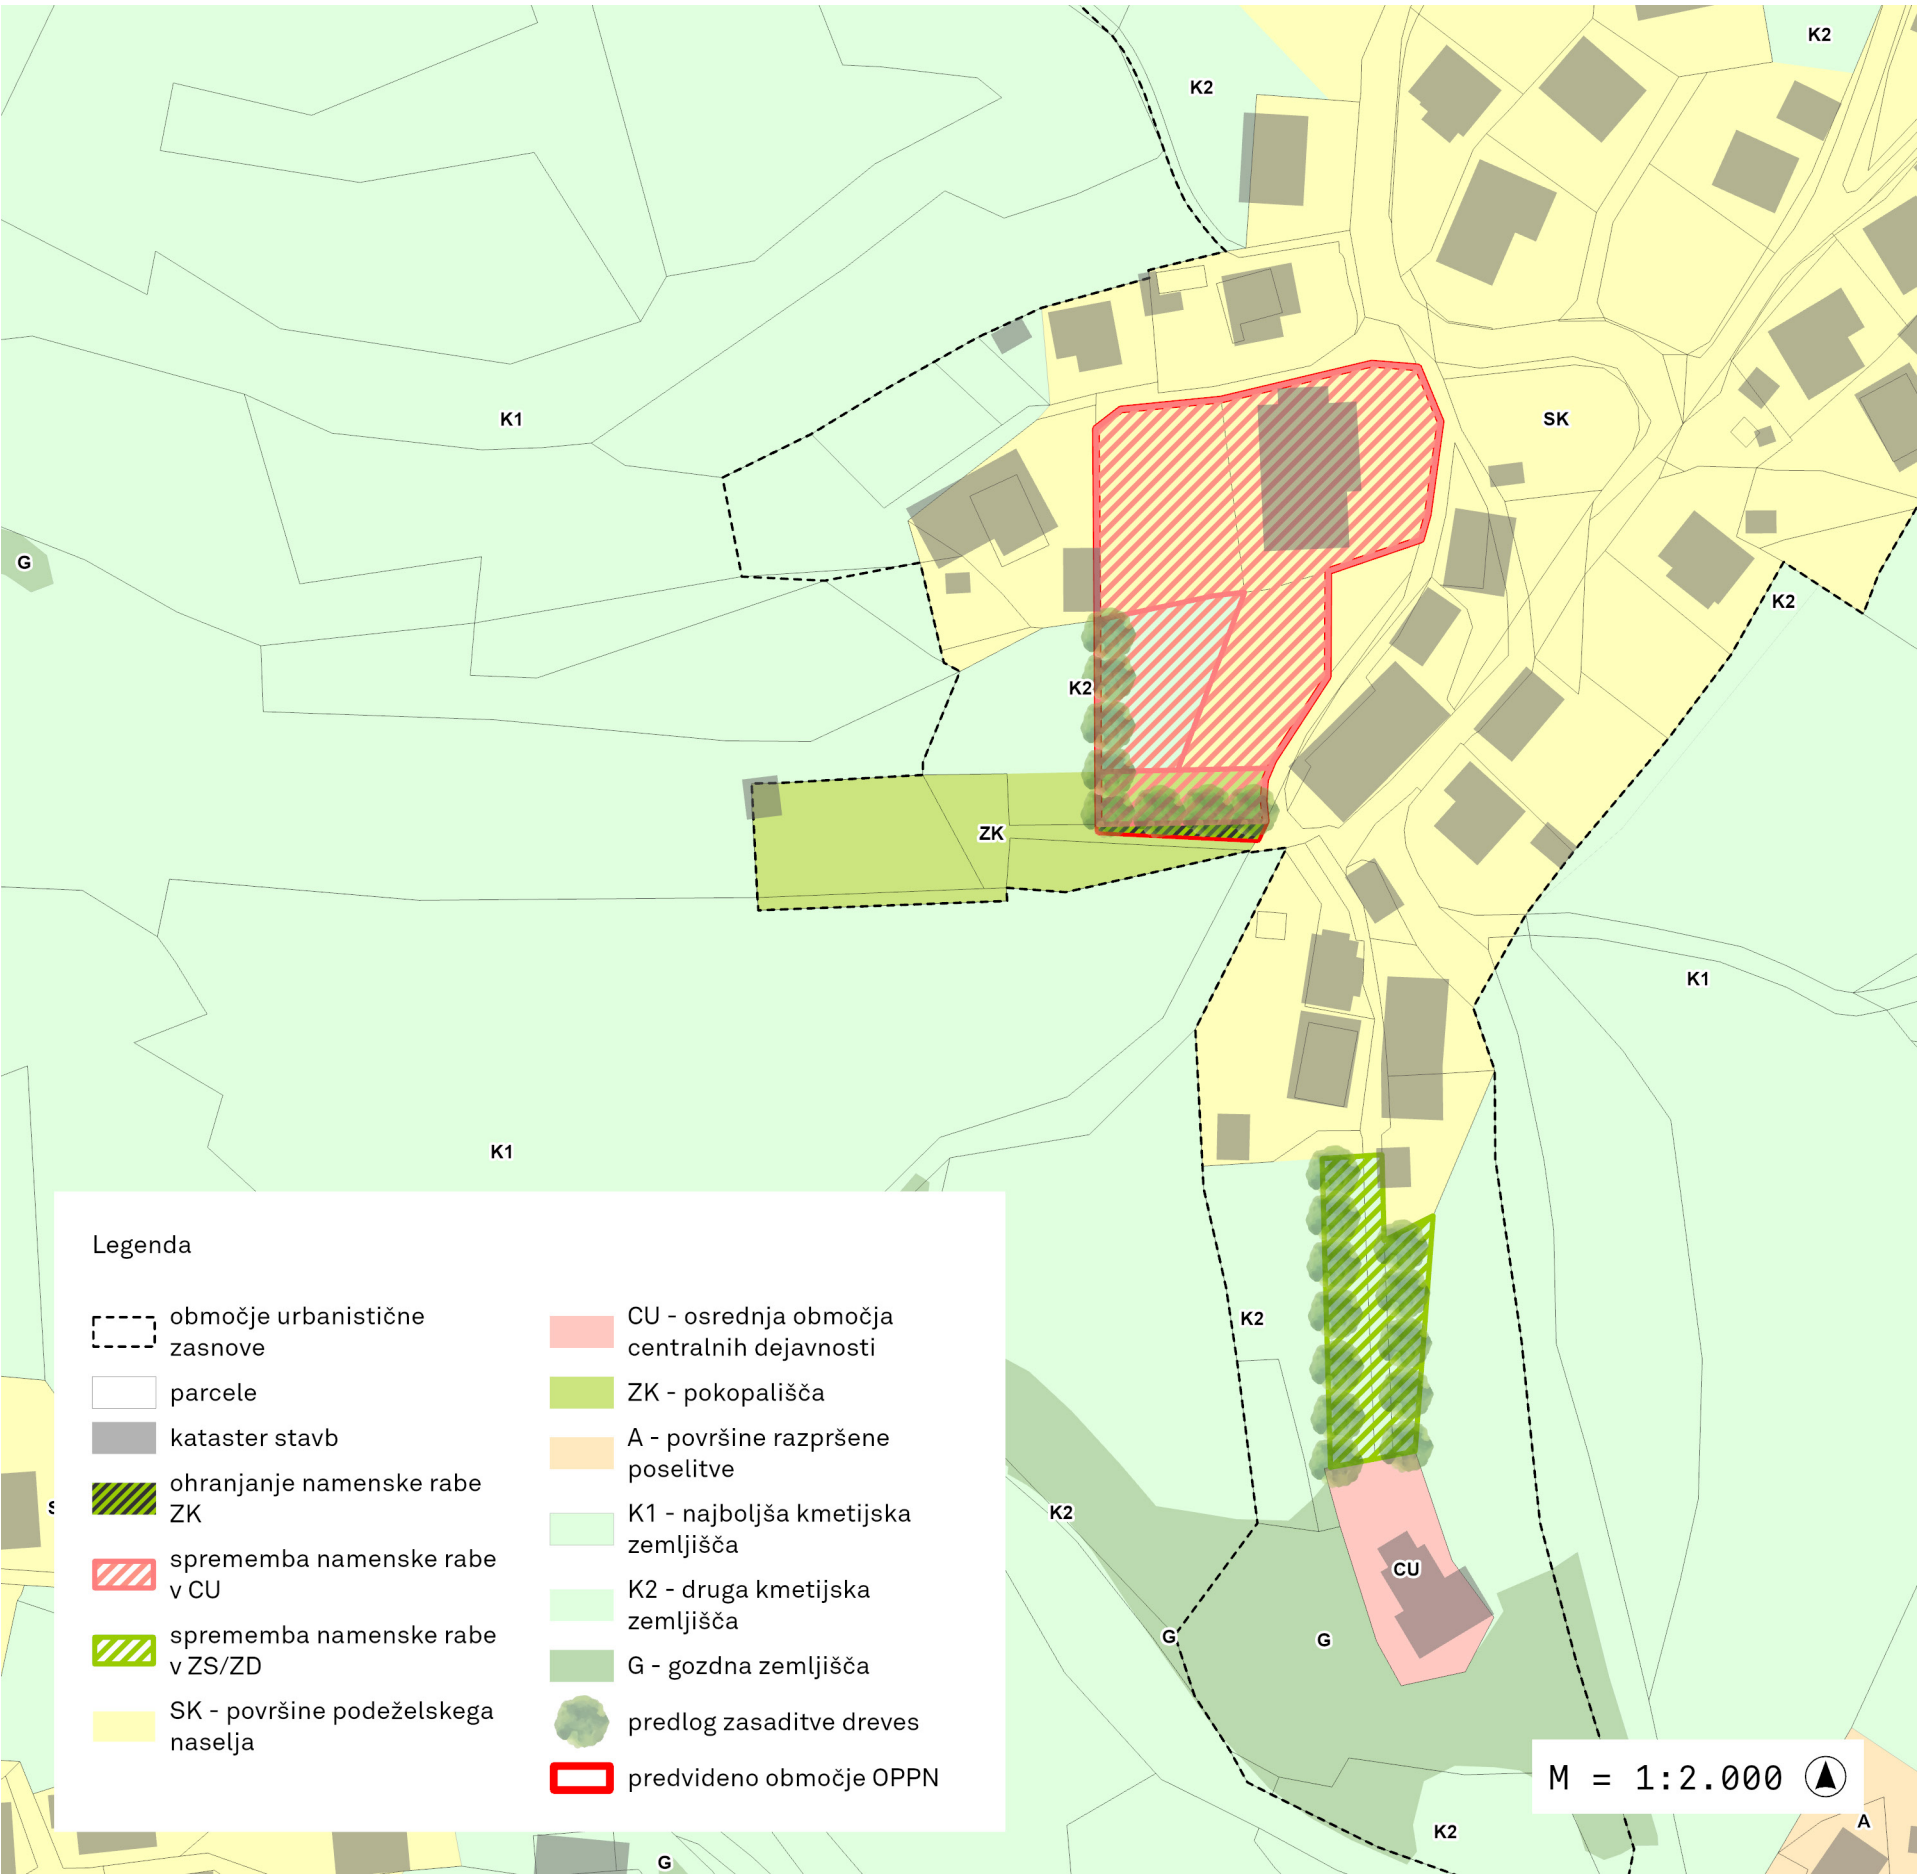 K2
K2
K1
SK
G
K2
K2
ZK
K1
K1
K2
K2
CU
G
G
K2
A
G
Legenda
območje urbanistične
zasnove
parcele
kataster stavb
ohranjanje namenske rabe
ZK
sprememba namenske rabe
v CU
sprememba namenske rabe
v ZS/ZD
SK - površine podeželskega
naselja
CU - osrednja območja
centralnih dejavnosti
ZK - pokopališča
A - površine razpršene
poselitve
K1 - najboljša kmetijska
zemljišča
K2 - druga kmetijska
zemljišča
G - gozdna zemljišča
predlog zasaditve dreves
predvideno območje OPPN
M = 1:2.000